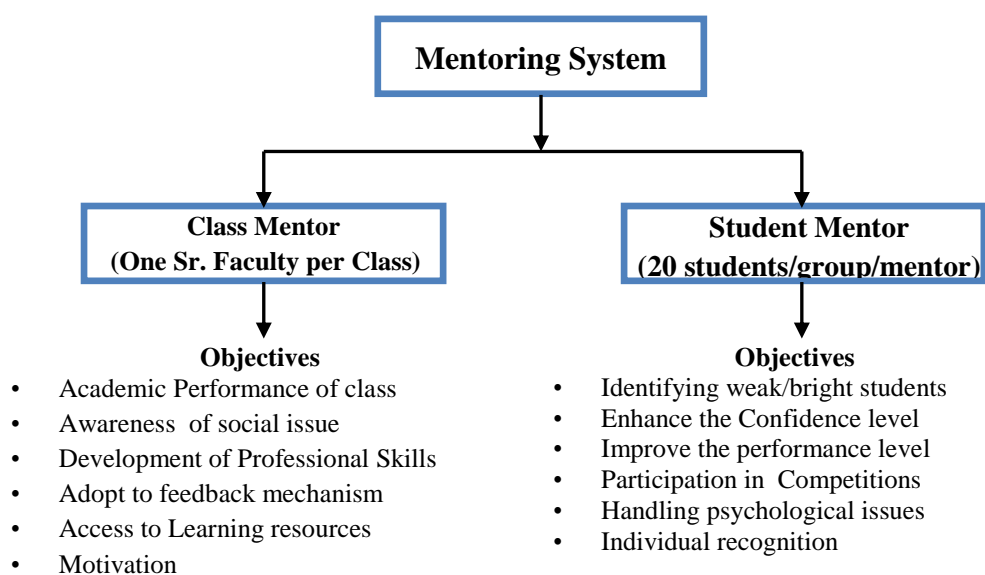 Mentoring System
Class Mentor
(One Sr. Faculty per Class)
Objectives
• Academic Performance of class
• Awareness of social issue
• Development of Professional Skills
• Adopt to feedback mechanism
• Access to Learning resources
• Motivation
Student Mentor
(20 students/group/mentor)
Objectives
• Identifying weak/bright students
• Enhance the Confidence level
• Improve the performance level
• Participation in Competitions
• Handling psychological issues
• Individual recognition